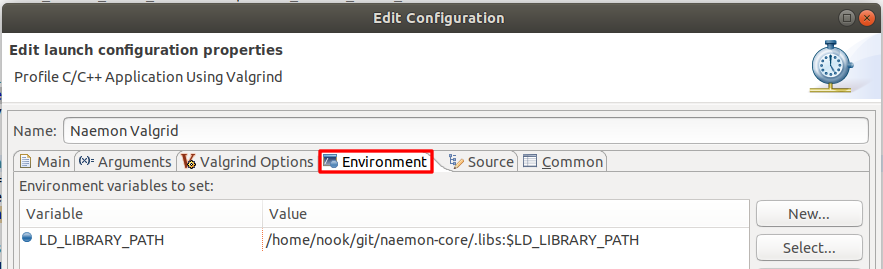 Edit Configuration
Edit launch configuration properties
Profile C/C++ Application Using Valgrind
Name: Naemon Valgrid
Main (x)= Arguments Valgrind Options Environment Source Common
Environment variables to set:
Variable Value New...
LD_LIBRARY_PATH /home/nook/git/naemon-core/.libs:$LD_LIBRARY_PATH
Select...